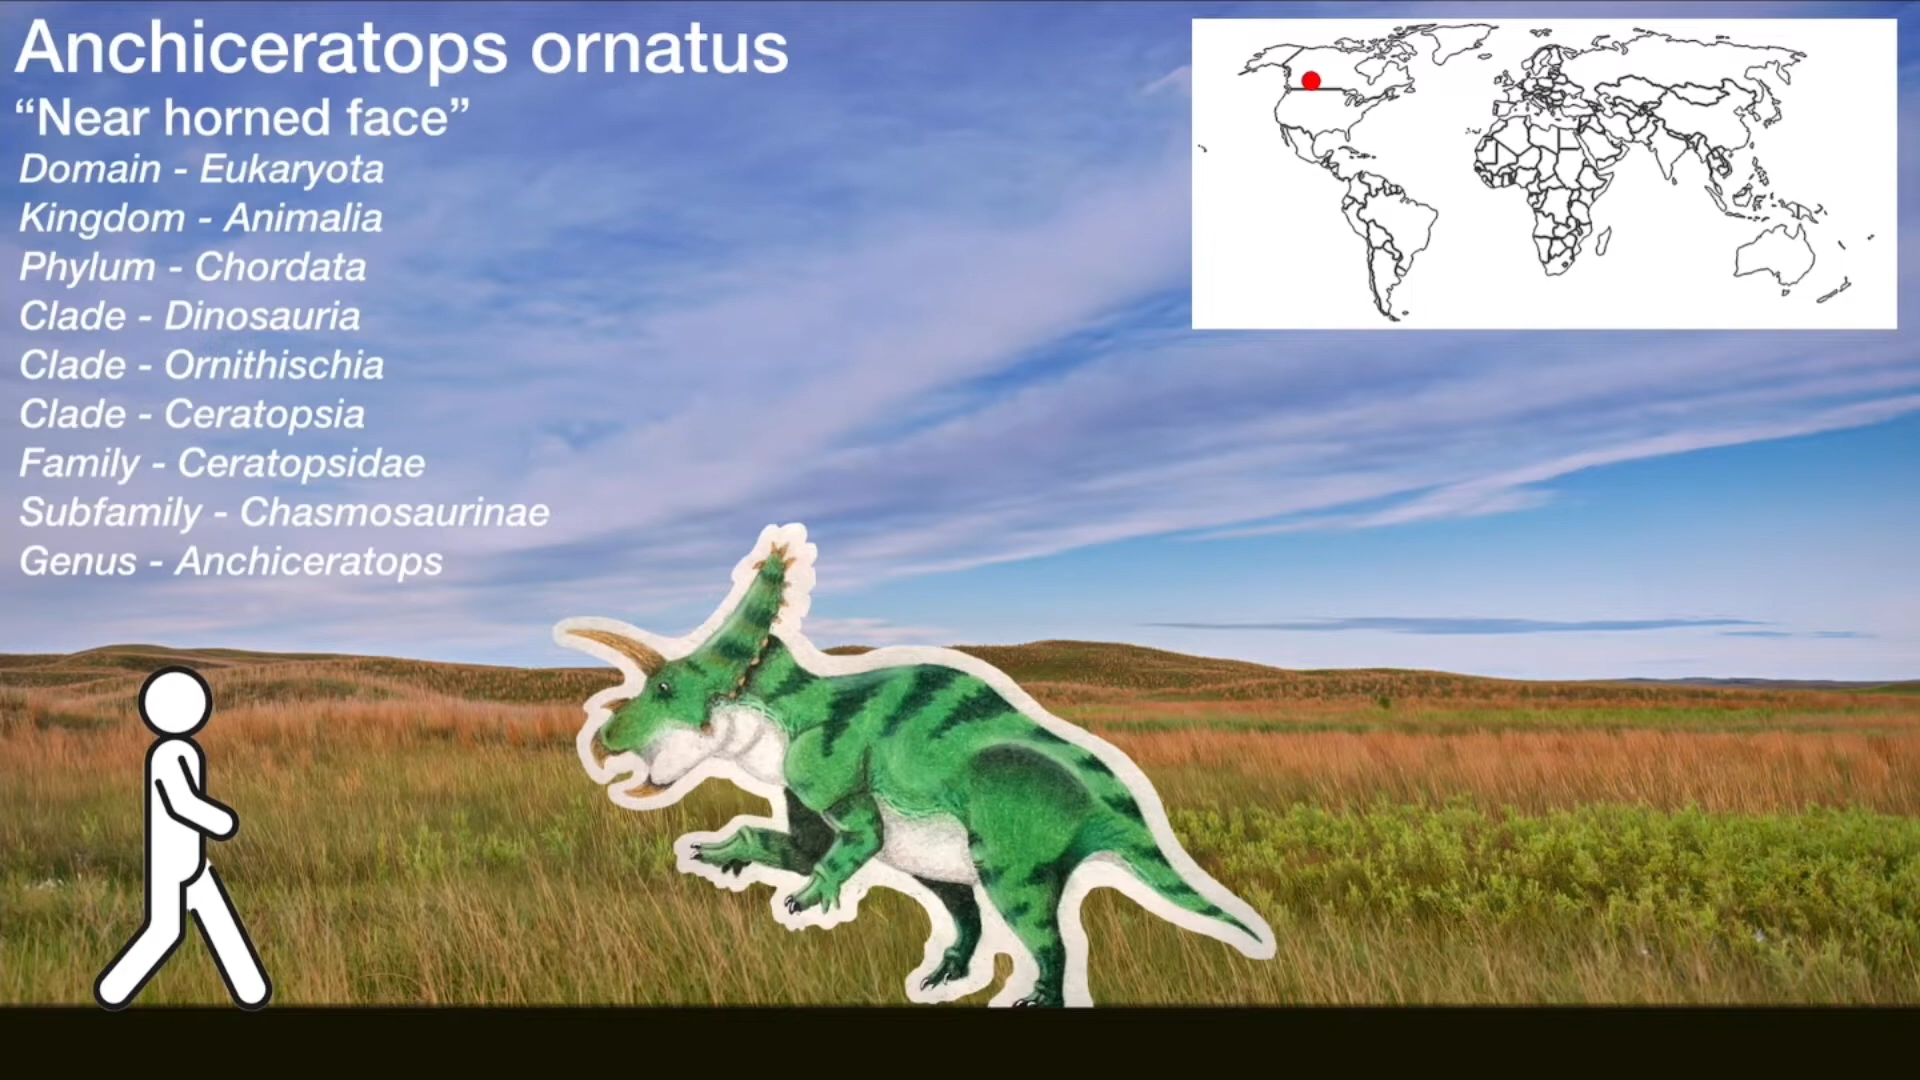 Anchiceratops ornatus
“Near horned face”
Domain - Eukaryota
Kingdom - Animalia
Phylum - Chordata
Clade - Dinosauria
Clade - Ornithischia
Clade - Ceratopsia
Family - Ceratopsidae
Subfamily - Chasmosaurinae
Genus - Anchiceratops